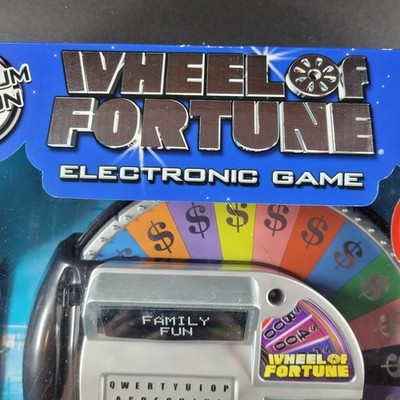 WHEEL OF
FORTUNE
ELECTRONIC GAME
$ $ $ $ $ $ $ $ $
FAMILY
FUN
WHEEL OF
FORTUNE
QWERTYUIOP